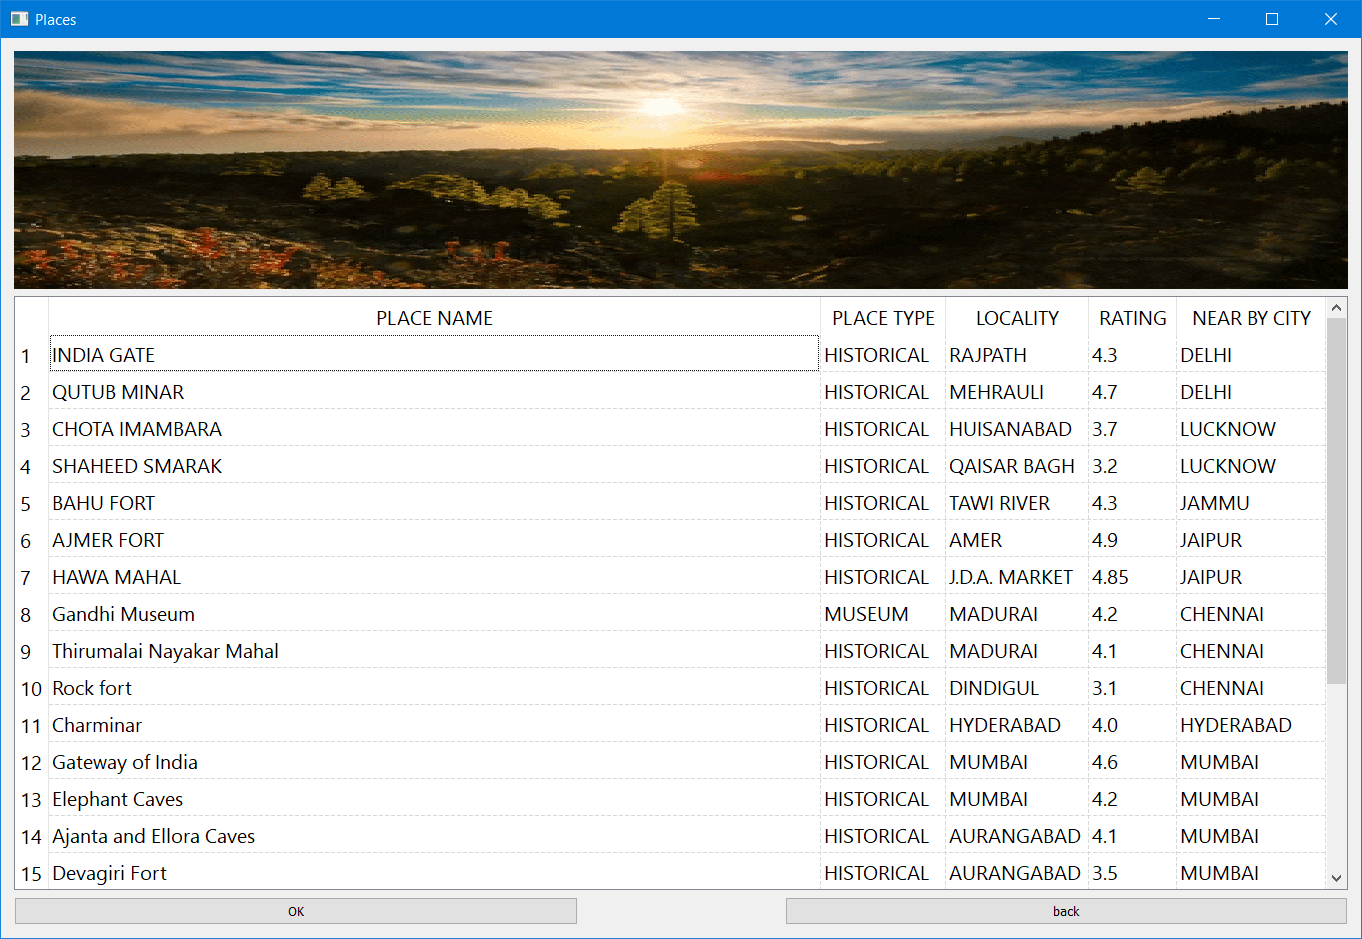 Places
PLACE NAME PLACE TYPE LOCALITY RATING NEAR BY CITY
1 INDIA GATE HISTORICAL RAJPATH 4.3 DELHI
2 QUTUB MINAR HISTORICAL MEHRAULI 4.7 DELHI
3 CHOTA IMAMBARA HISTORICAL HUISANABAD 3.7 LUCKNOW
4 SHAHEED SMARAK HISTORICAL QAISAR BAGH 3.2 LUCKNOW
5 BAHU FORT HISTORICAL TAWI RIVER 4.3 JAMMU
6 AJMER FORT HISTORICAL AMER 4.9 JAIPUR
7 HAWA MAHAL HISTORICAL J.D.A. MARKET 4.85 JAIPUR
8 Gandhi Museum MUSEUM MADURAI 4.2 CHENNAI
9 Thirumalai Nayakar Mahal HISTORICAL MADURAI 4.1 CHENNAI
10 Rock fort HISTORICAL DINDIGUL 3.1 CHENNAI
11 Charminar HISTORICAL HYDERABAD 4.0 HYDERABAD
12 Gateway of India HISTORICAL MUMBAI 4.6 MUMBAI
13 Elephant Caves HISTORICAL MUMBAI 4.2 MUMBAI
14 Ajanta and Ellora Caves HISTORICAL AURANGABAD 4.1 MUMBAI
15 Devagiri Fort HISTORICAL AURANGABAD 3.5 MUMBAI
OK back